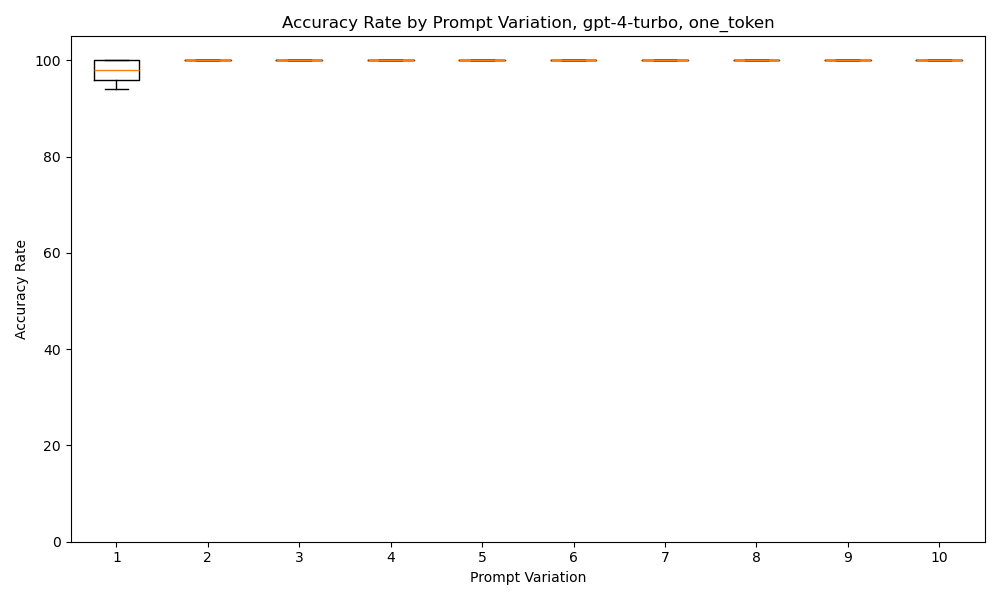 Accuracy Rate by Prompt Variation, gpt-4-turbo, one_token
100
80
60
40
20
0
Accuracy Rate
1 2 3 4 5 6 7 8 9 10
Prompt Variation